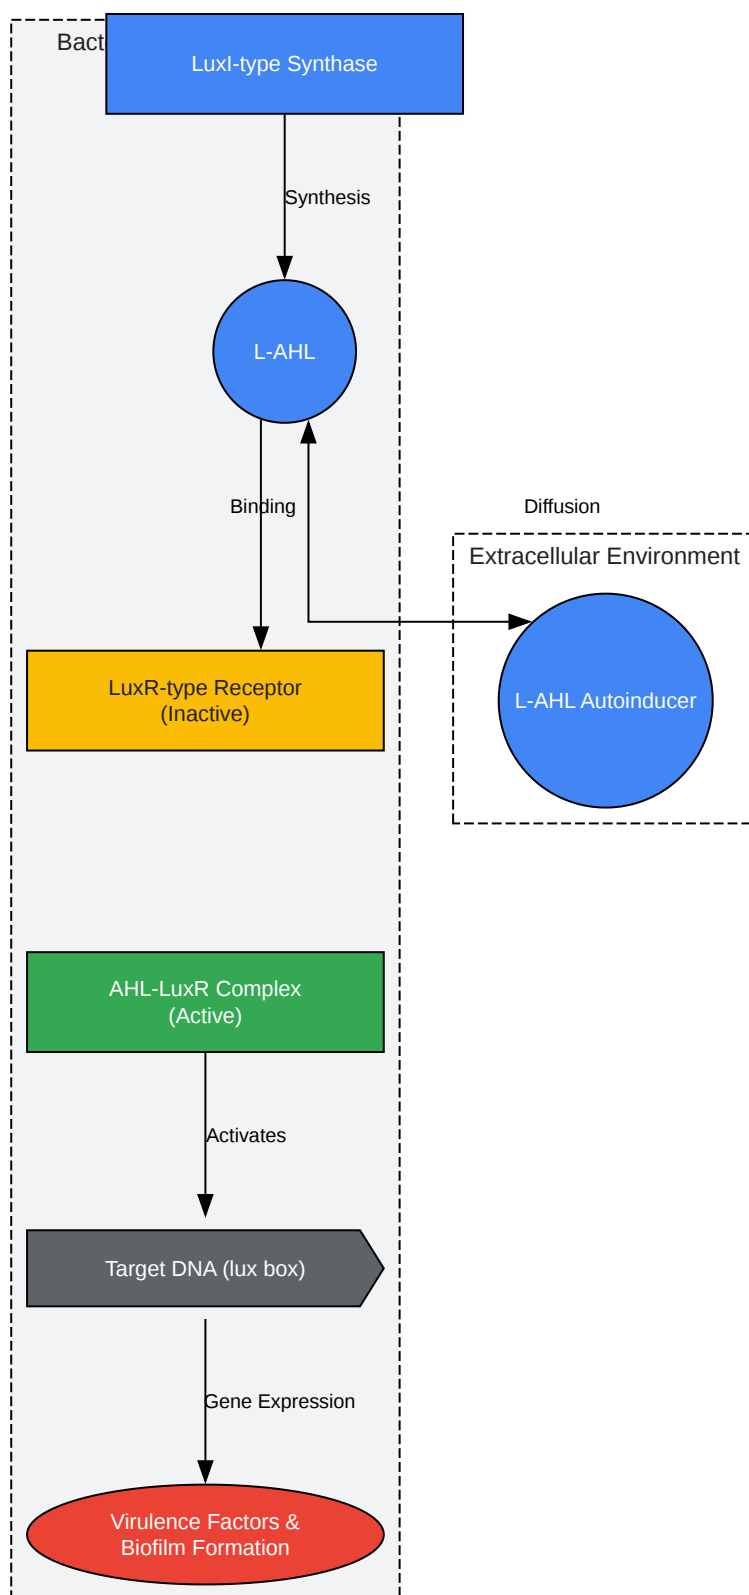 Bact
LuxI-type Synthase
Synthesis
L-AHL
Binding
Diffusion
Extracellular Environment
LuxR-type Receptor
(Inactive)
L-AHL Autoinducer
AHL-LuxR Complex
(Active)
Activates
Target DNA (lux box)
Gene Expression
Virulence Factors &
Biofilm Formation